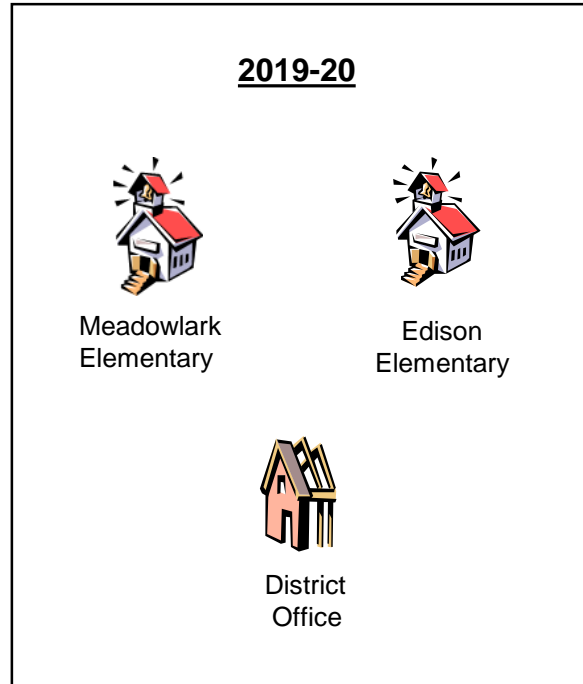 2019-20
Meadowlark
Elementary
Edison
Elementary
District
Office